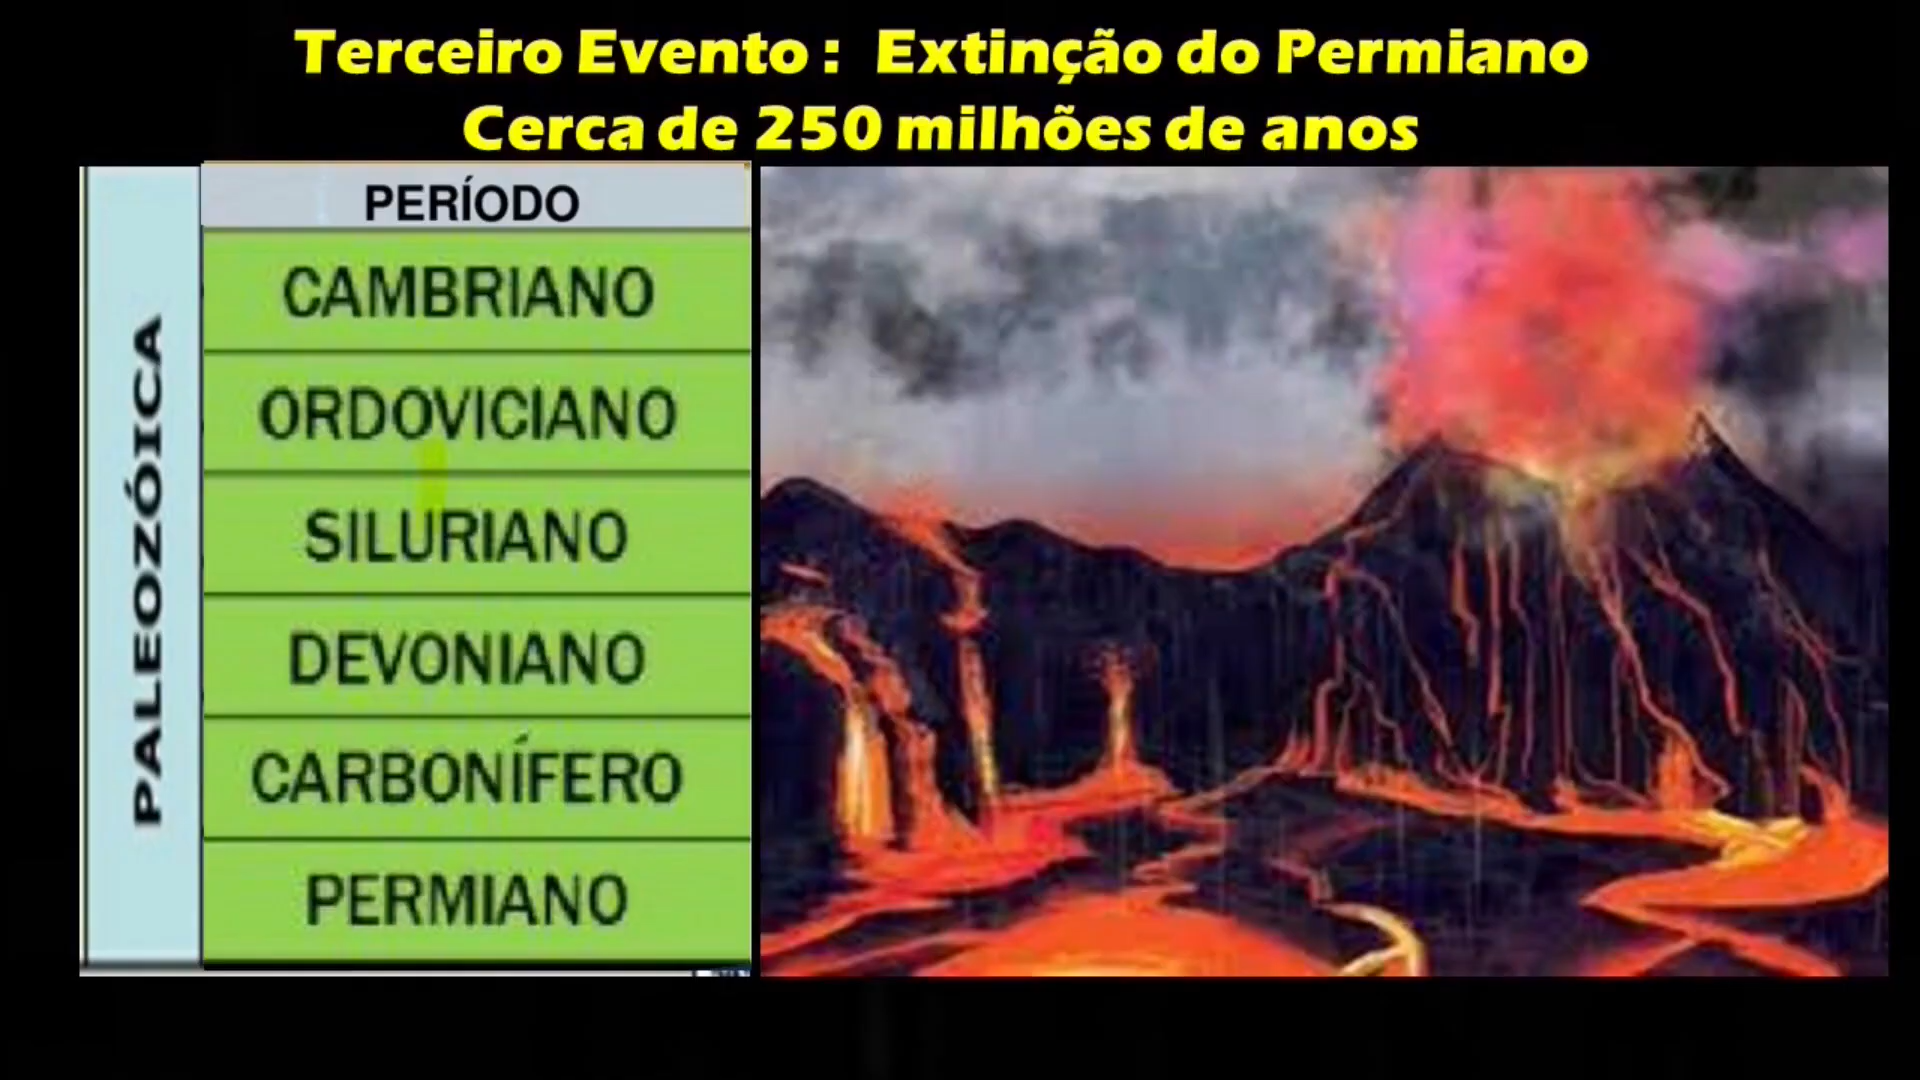 Terceiro Evento : Extinção do Permiano
Cerca de 250 milhões de anos
PALEOZÓICA
PERÍODO
CAMBRIANO
ORDOVICIANO
SILURIANO
DEVONIANO
CARBONÍFERO
PERMIANO